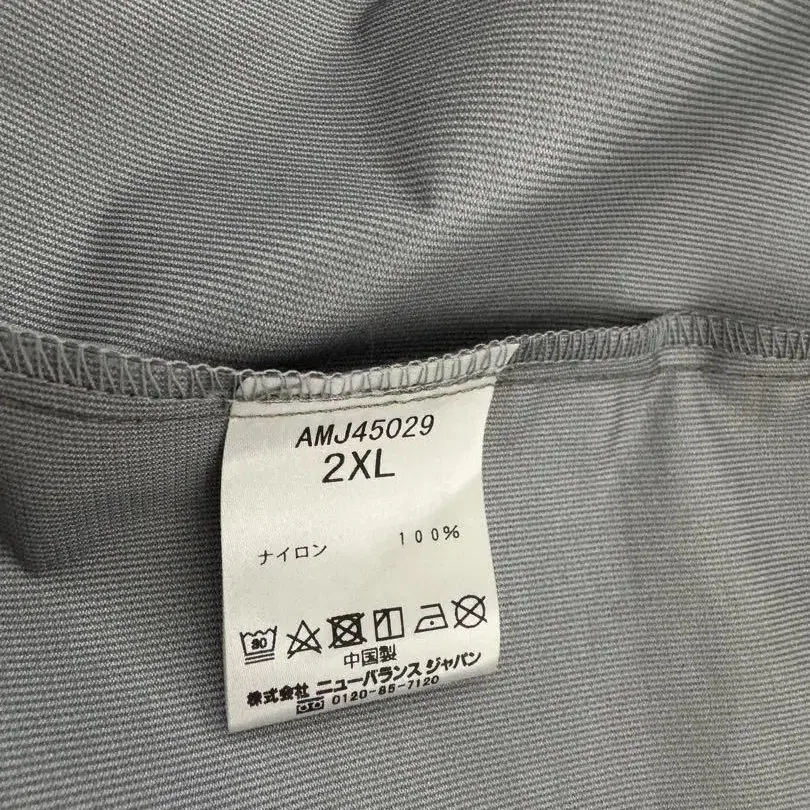 AMJ45029
2XL
ナイロン 100%
30
中国製
株式会社 ニューバランス ジャパン
0120-85-7120